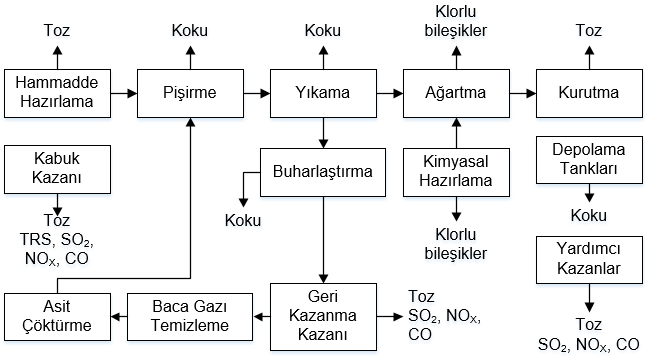 Toz
Koku
Koku
Klorlu
bileşikler
Toz
Hammadde
Hazırlama
Pişirme
Yıkama
Ağartma
Kurutma
Kabuk
Kazanı
Buharlaştırma
Kimyasal
Hazırlama
Depolama
Tankları
Toz
TRS, SO₂,
NOₓ, CO
Koku
Klorlu
bileşikler
Koku
Yardımcı
Kazanlar
Asit
Çöktürme
Baca Gazı
Temizleme
Geri
Kazanma
Kazanı
Toz
SO₂, NOₓ,
CO
Toz
SO₂, NOₓ, CO